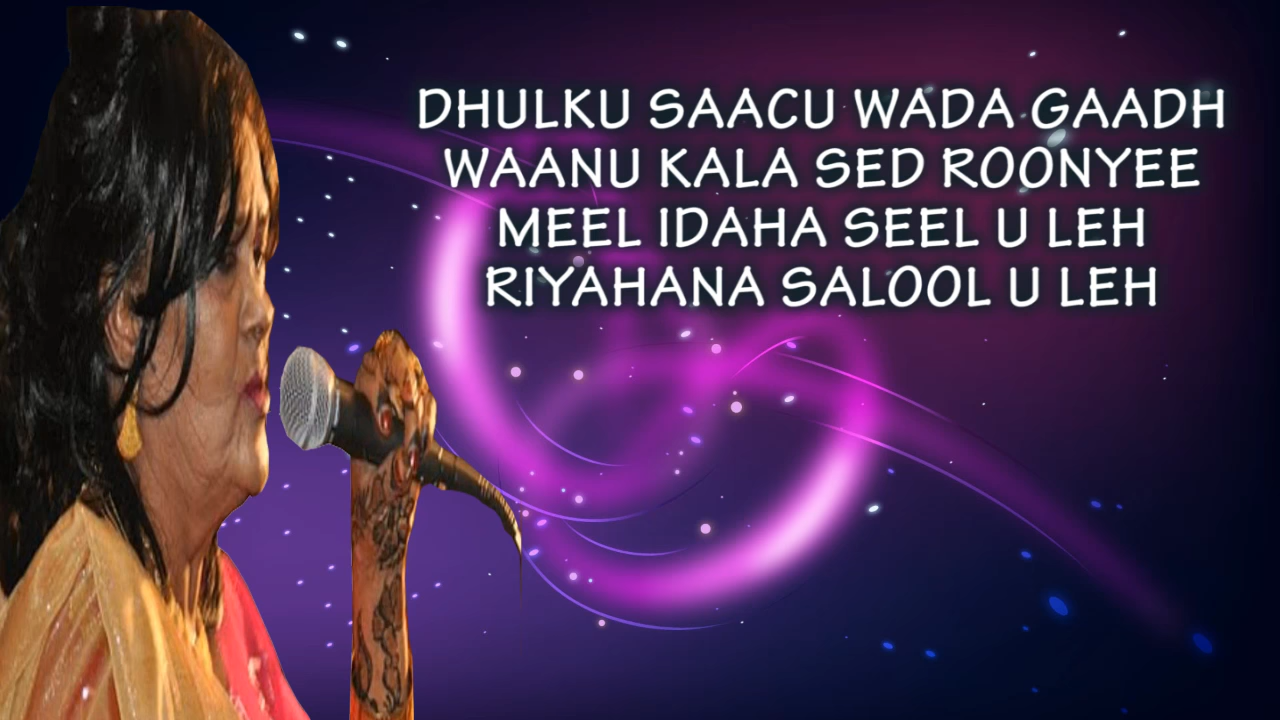 DHULKU SAACU WADA GAADH
WAANU KALA SED ROONYEE
MEEL IDAHA SEEL U LEH
RIYAHANA SALOOL U LEH